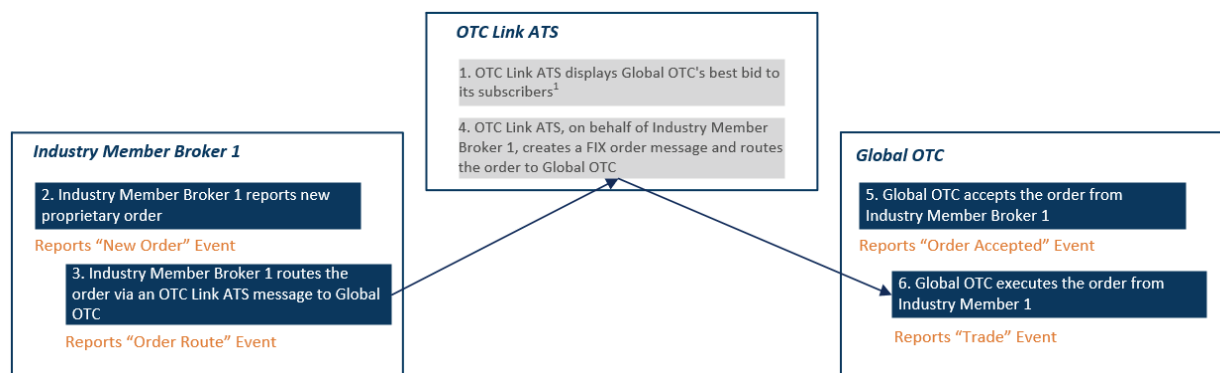 OTC Link ATS
1. OTC Link ATS displays Global OTC's best bid to
its subscribers1
4. OTC Link ATS, on behalf of Industry Member
Broker 1, creates a FIX order message and routes
the order to Global OTC
Industry Member Broker 1
2. Industry Member Broker 1 reports new
proprietary order
Reports “New Order” Event
3. Industry Member Broker 1 routes the
order via an OTC Link ATS message to Global
OTC
Reports “Order Route” Event
Global OTC
5. Global OTC accepts the order from
Industry Member Broker 1
Reports “Order Accepted” Event
6. Global OTC executes the order from
Industry Member 1
Reports “Trade” Event